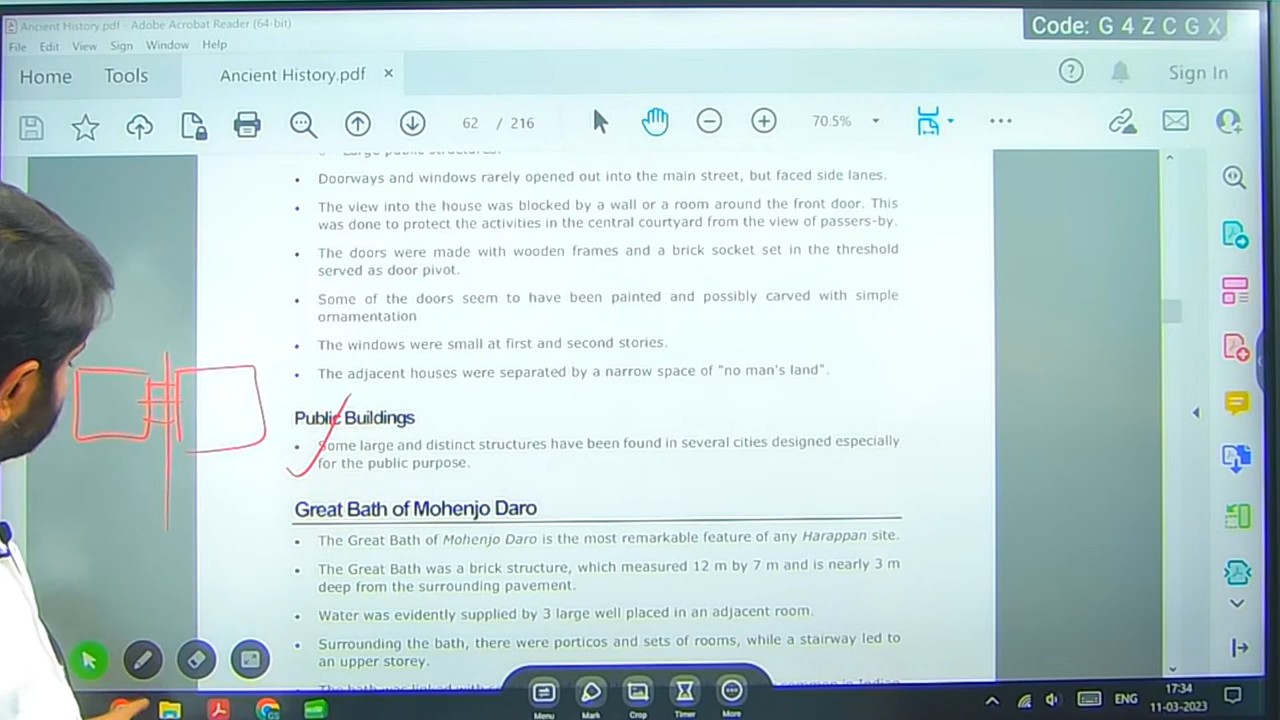 Ancient History.pdf - Adobe Acrobat Reader (64-bit)
Code: G 4 Z C G X
File Edit View Sign Window Help
Home Tools Ancient History.pdf × Sign In
62 / 216 70.5%
Large public structures.
• Doorways and windows rarely opened out into the main street, but faced side lanes.
• The view into the house was blocked by a wall or a room around the front door. This
was done to protect the activities in the central courtyard from the view of passers-by.
• The doors were made with wooden frames and a brick socket set in the threshold
served as door pivot.
• Some of the doors seem to have been painted and possibly carved with simple
ornamentation
• The windows were small at first and second stories.
• The adjacent houses were separated by a narrow space of "no man's land".
Public Buildings
• Some large and distinct structures have been found in several cities designed especially
for the public purpose.
Great Bath of Mohenjo Daro
• The Great Bath of Mohenjo Daro is the most remarkable feature of any Harappan site.
• The Great Bath was a brick structure, which measured 12 m by 7 m and is nearly 3 m
deep from the surrounding pavement.
• Water was evidently supplied by 3 large well placed in an adjacent room.
• Surrounding the bath, there were porticos and sets of rooms, while a stairway led to
an upper storey.
• The bath was linked with
Menu Mark Crop Timer More
ENG
17:34
11-03-2023